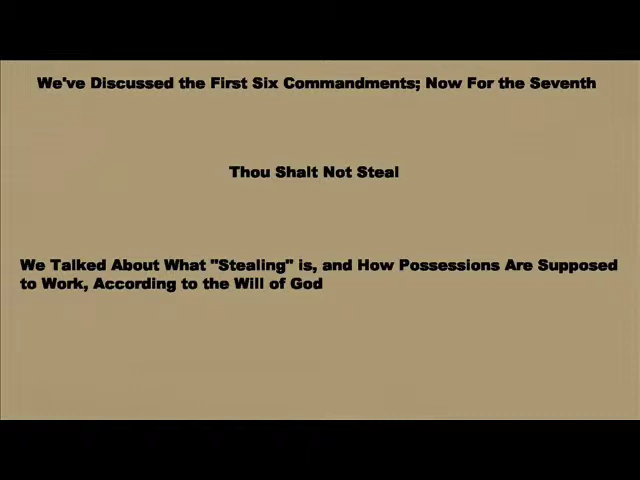 We've Discussed the First Six Commandments; Now For the Seventh
Thou Shalt Not Steal
We Talked About What "Stealing" is, and How Possessions Are Supposed
to Work, According to the Will of God